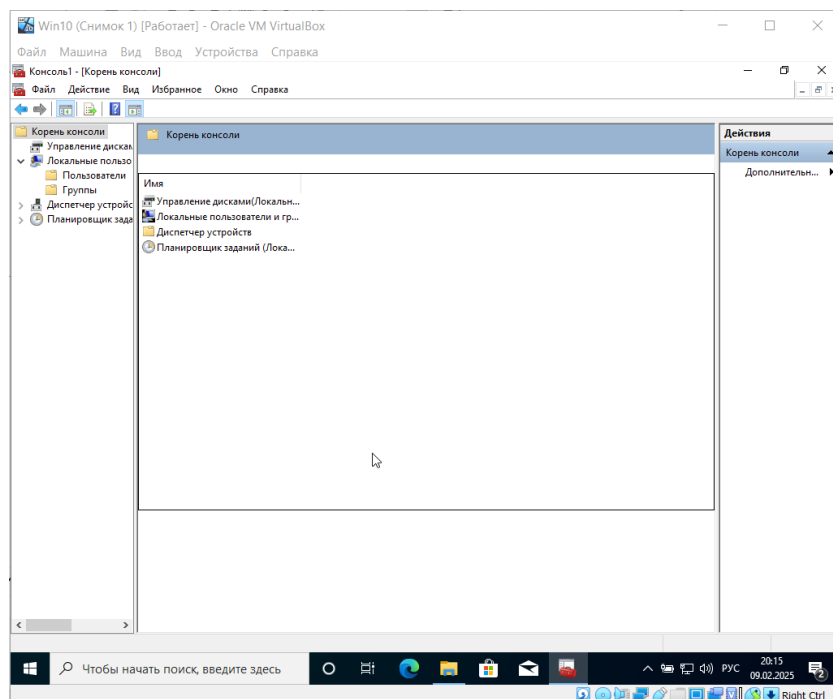 Win10 (Снимок 1) [Работает] - Oracle VM VirtualBox
Файл Машина Вид Ввод Устройства Справка
Консоль1 - [Корень консоли]
Файл Действие Вид Избранное Окно Справка
Корень консоли
Управление дискам
Локальные пользо
Пользователи
Группы
Диспетчер устройс
Планировщик зада
Корень консоли
Имя
Управление дисками(Локальн...
Локальные пользователи и гр...
Диспетчер устройств
Планировщик заданий (Лока...
Действия
Корень консоли
Дополнительн...
Чтобы начать поиск, введите здесь
РУС
20:15
09.02.2025
2
Right Ctrl